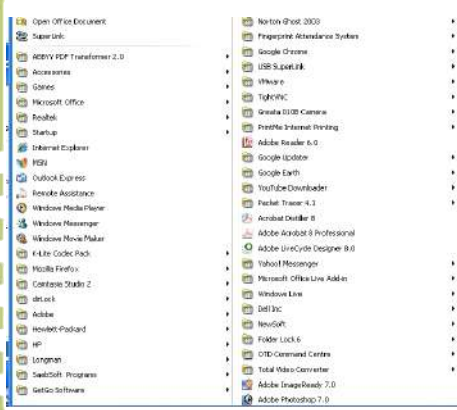 Open Office Document
SuperLink
ABBYY PDF Transformer 2.0
Accessories
Games
Microsoft Office
Realtek
Startup
Internet Explorer
MSN
Outlook Express
Remote Assistance
Windows Media Player
Windows Messenger
Windows Movie Maker
K-Lite Codec Pack
Mozilla Firefox
Camtasia Studio 2
dirLock
Adobe
Hewlett-Packard
HP
Longman
SaebSoft Programs
GetGo Software
Norton Ghost 2003
Fingerprint Attendance System
Google Chrome
USB SuperLink
VMware
TightVNC
Camera
PrintMe Internet Printing
Adobe Reader 6.0
Google Updater
Google Earth
YouTube Downloader
Packet Tracer 4.1
Acrobat Distiller 8
Adobe Acrobat 8 Professional
Adobe LiveCycle Designer 8.0
Yahoo! Messenger
Microsoft Office Live Add-in
Windows Live
Dell Inc
NewSoft
Folder Lock 6
OTD Command Centre
Total Video Converter
Adobe ImageReady 7.0
Adobe Photoshop 7.0